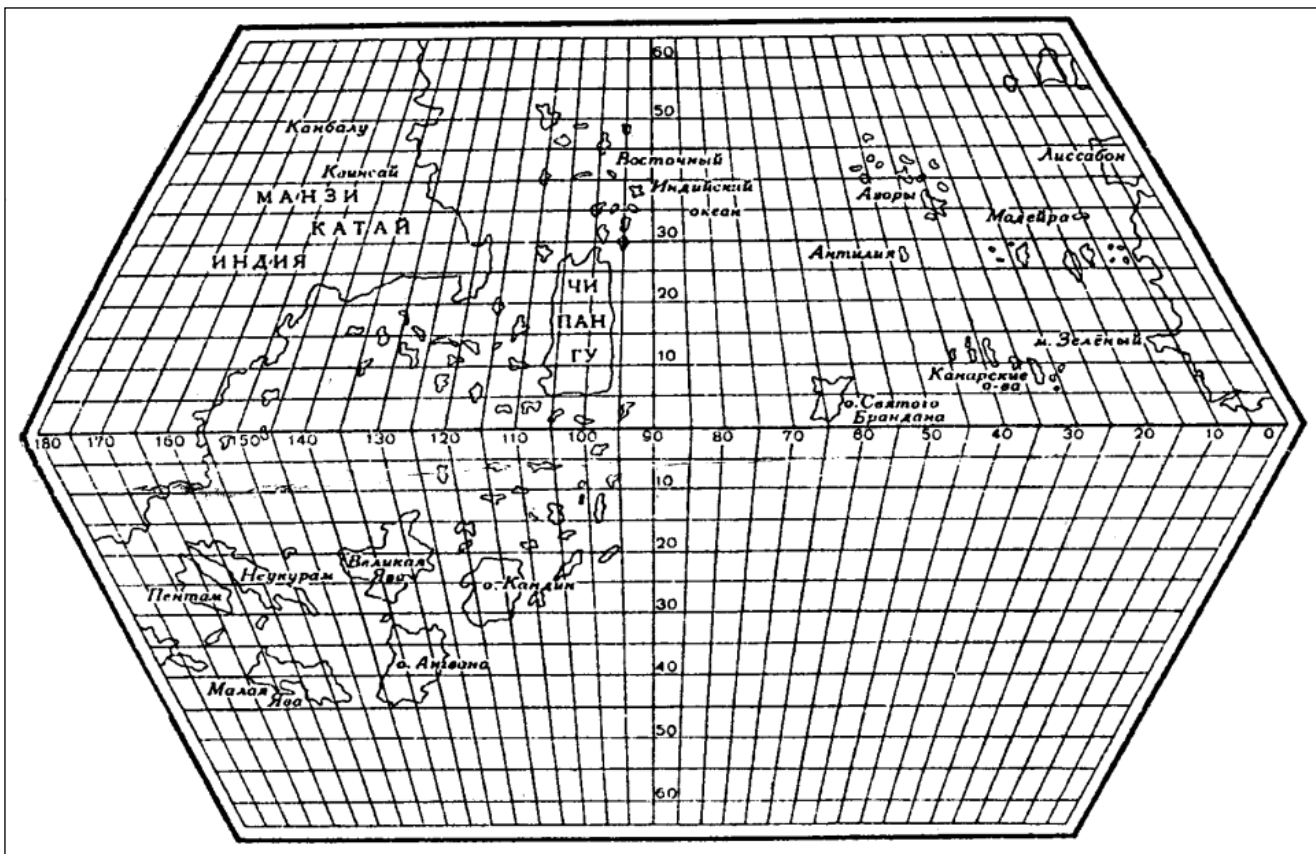 60
50
Канбалу
Восточный
Лиссабон
Каинсай
40
Индийский
МАНЗИ
Азоры
океан
Мадейра
КАТАЙ
30
Антилия
ИНДИЯ
ЧИ
20
ПАН
м. Зелёный
ГУ
10
Канарские
о-ва
о. Святого
Брандана
180 170 160 150 140 130 120 110 100 90 80 70 60 50 40 30 20 10 0
10
20
Великая
Ява
Неукурам
о. Кандин
Пентам
30
о. Ангвана
40
Малая
Ява
50
60